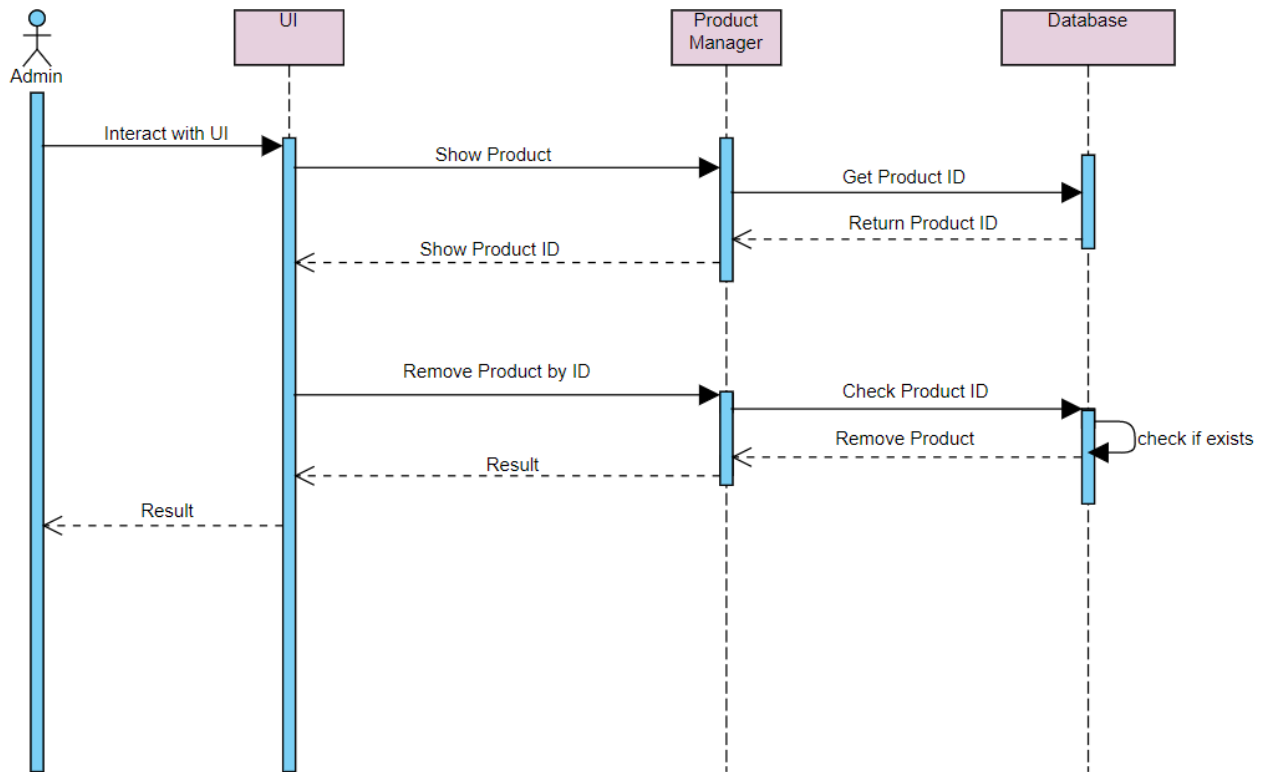 UI
Product
Manager
Database
Admin
Interact with UI
Show Product
Get Product ID
Return Product ID
Show Product ID
Remove Product by ID
Check Product ID
Remove Product
check if exists
Result
Result